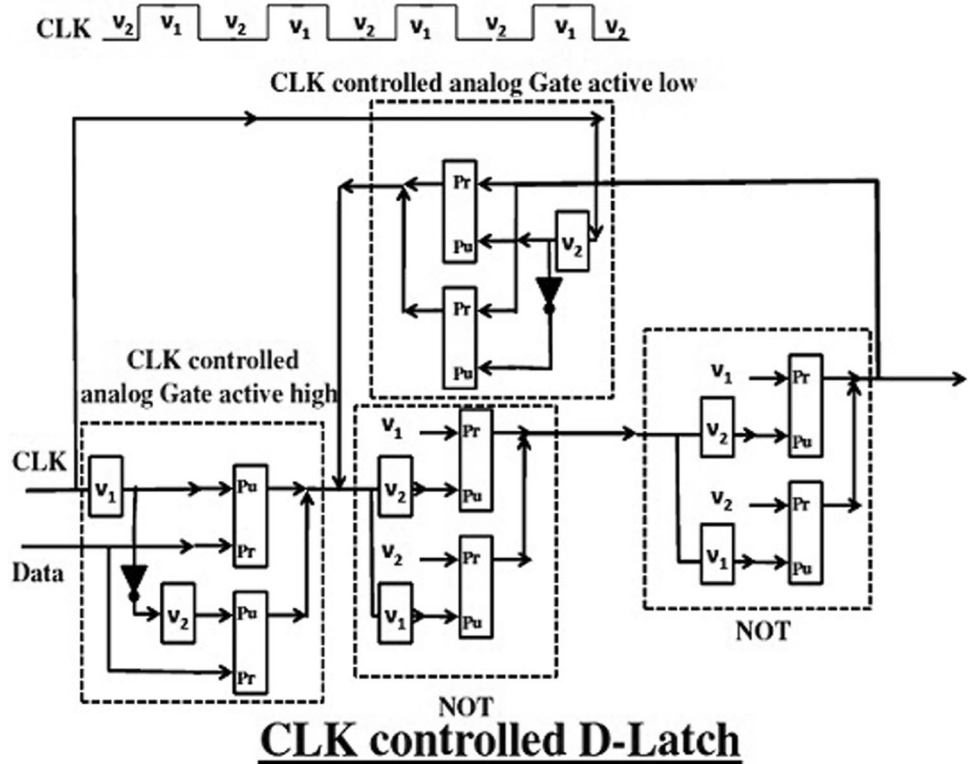 CLK
v₂ v₁ v₂ v₁ v₂ v₁ v₂ v₁ v₂
CLK controlled analog Gate active low
Pr
Pu
v₂
Pr
Pu
CLK controlled
analog Gate active high
CLK
v₁
Pu
Pr
Data
v₂
Pu
Pr
v₁
Pr
v₂
Pu
v₂
Pr
v₁
Pu
NOT
v₁
Pr
v₂
Pu
v₂
Pr
v₁
Pu
NOT
CLK controlled D-Latch